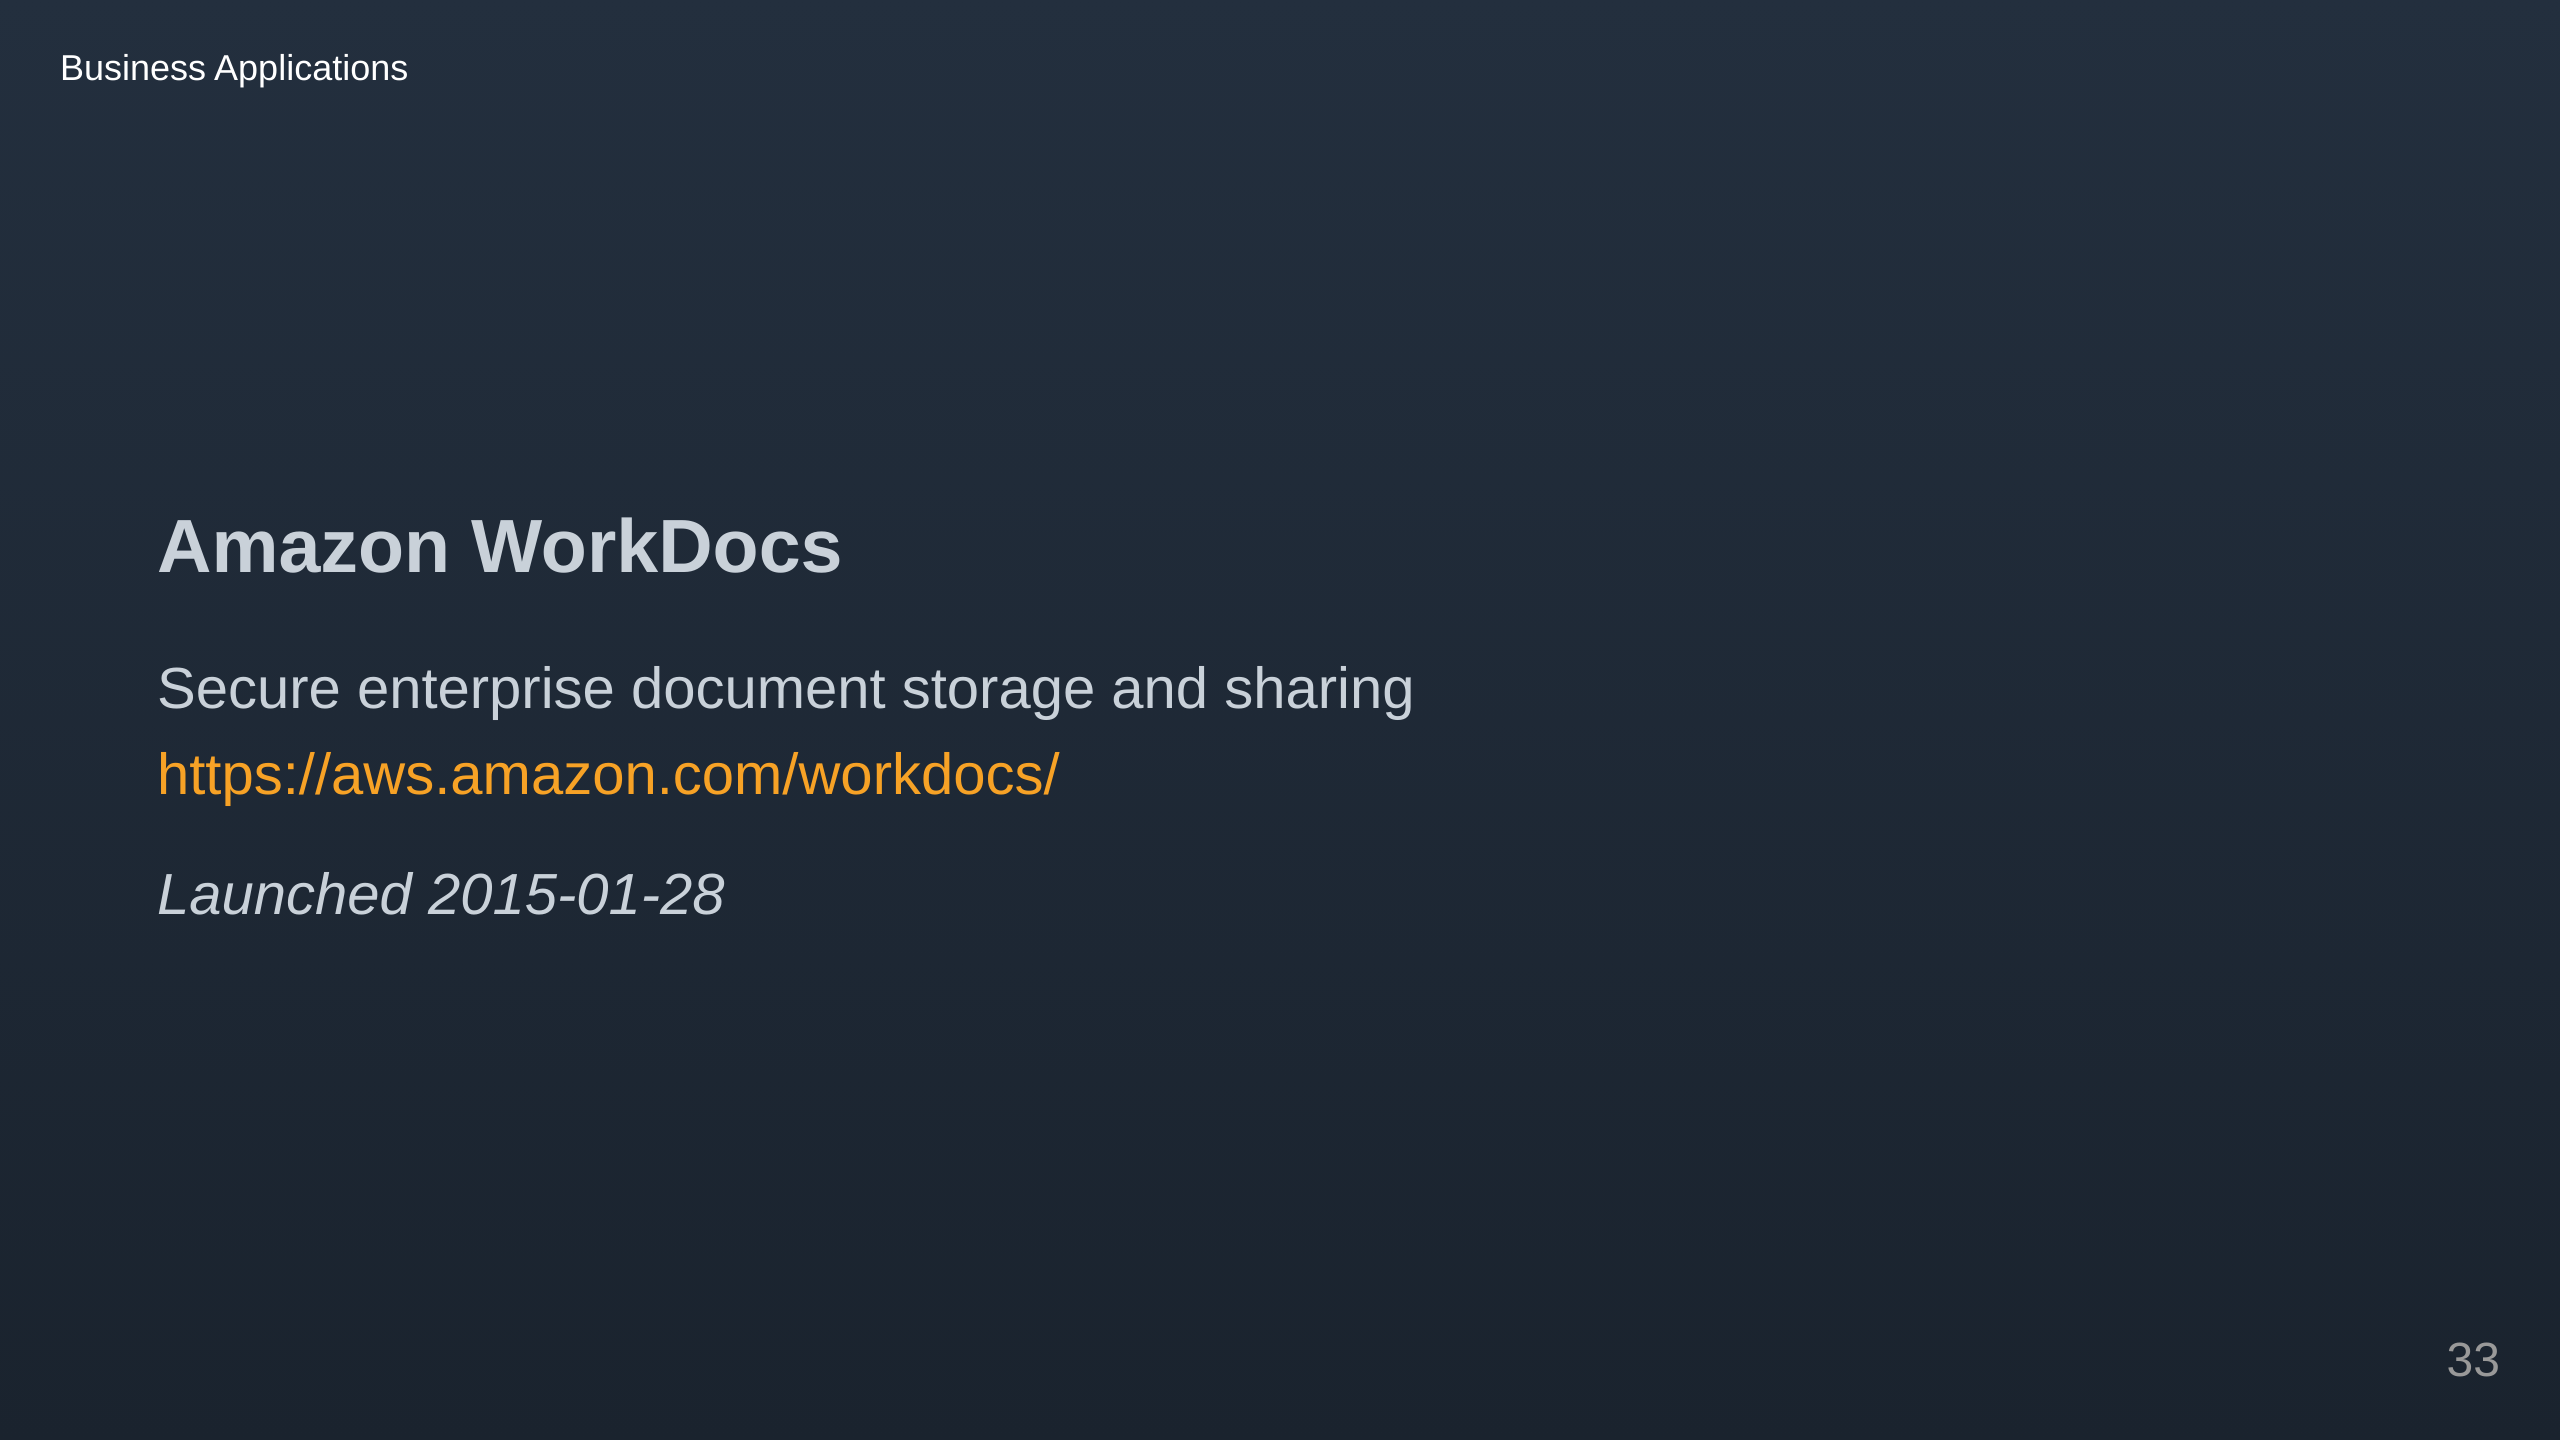 Business Applications
Amazon WorkDocs
Secure enterprise document storage and sharing
https://aws.amazon.com/workdocs/
Launched 2015-01-28
33